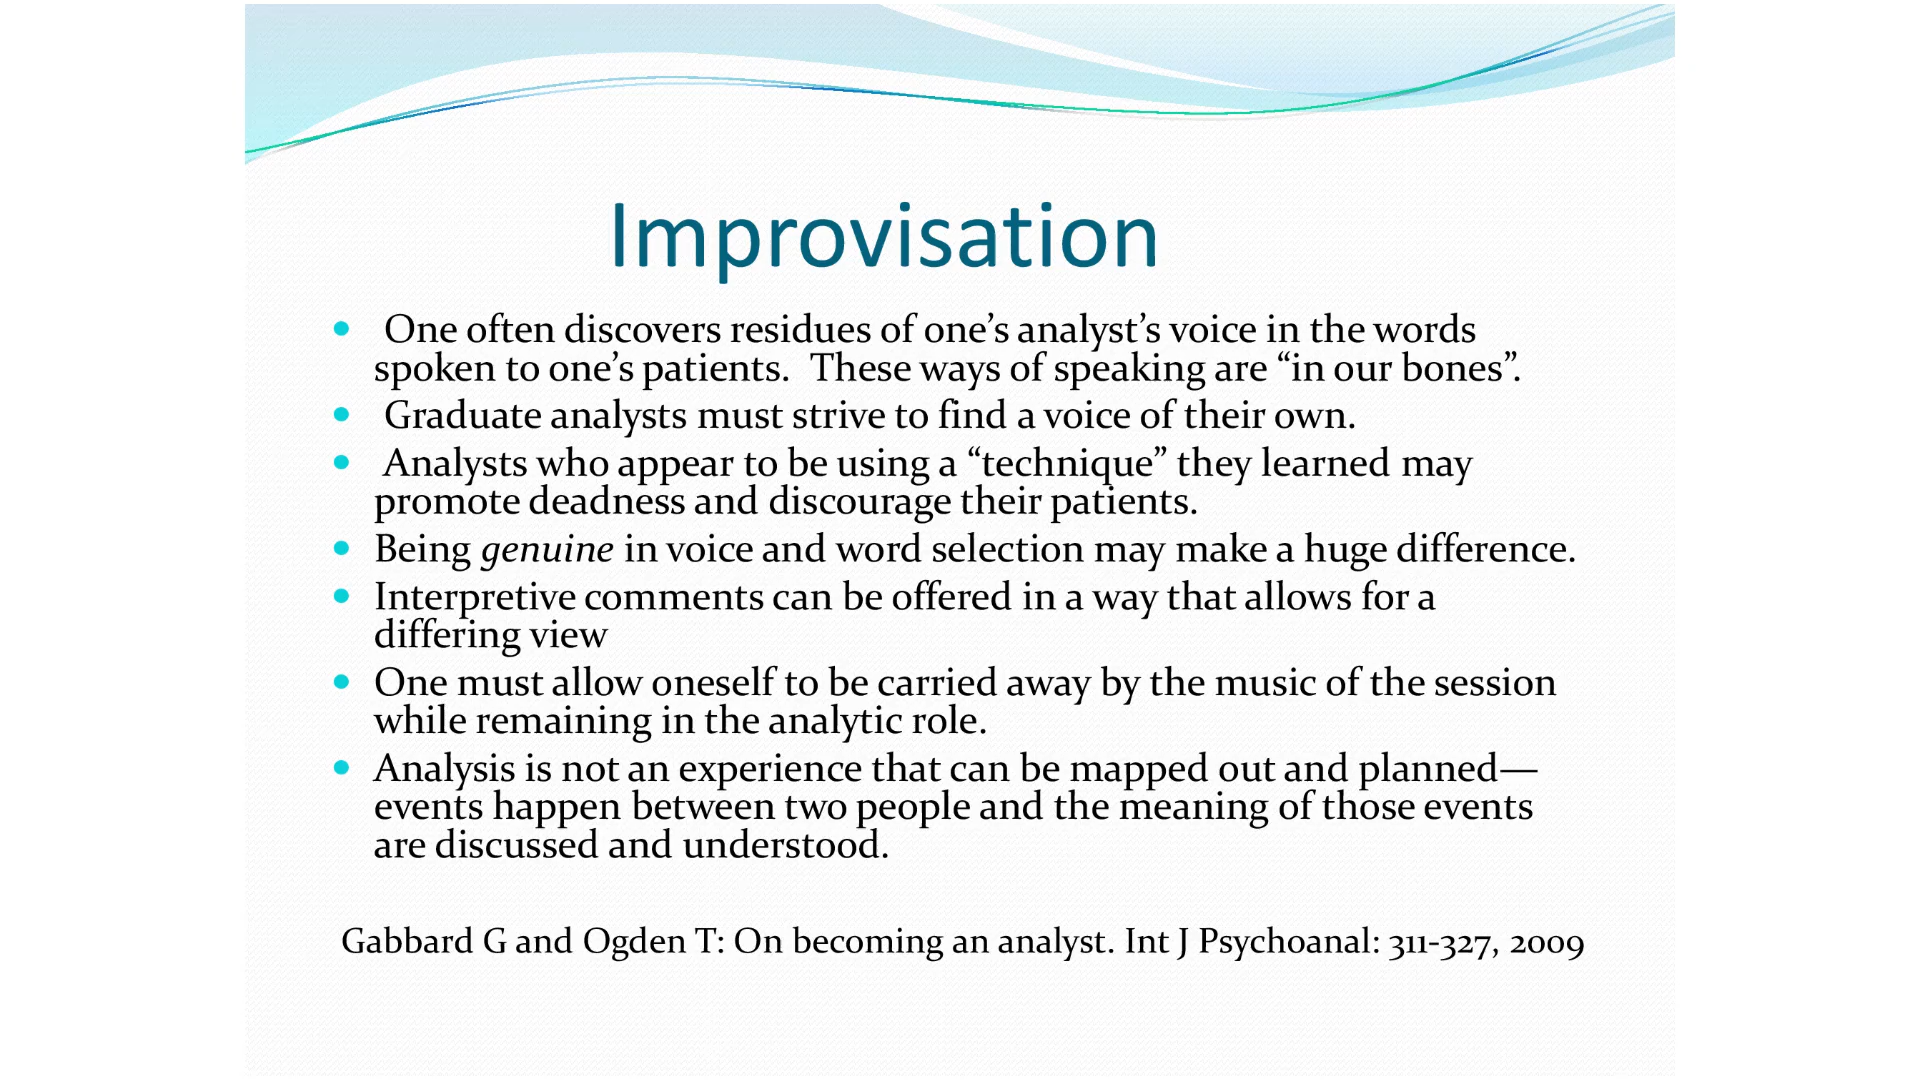 Improvisation
One often discovers residues of one’s analyst’s voice in the words
spoken to one’s patients.  These ways of speaking are “in our bones”.
Graduate analysts must strive to find a voice of their own.
Analysts who appear to be using a “technique” they learned may
promote deadness and discourage their patients.
Being genuine in voice and word selection may make a huge difference.
Interpretive comments can be offered in a way that allows for a
differing view
One must allow oneself to be carried away by the music of the session
while remaining in the analytic role.
Analysis is not an experience that can be mapped out and planned—
events happen between two people and the meaning of those events
are discussed and understood.
Gabbard G and Ogden T: On becoming an analyst. Int J Psychoanal: 311-327, 2009